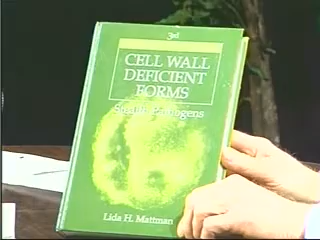 3rd
CELL WALL
DEFICIENT
FORMS
Stealth Pathogens
Lida H. Mattman